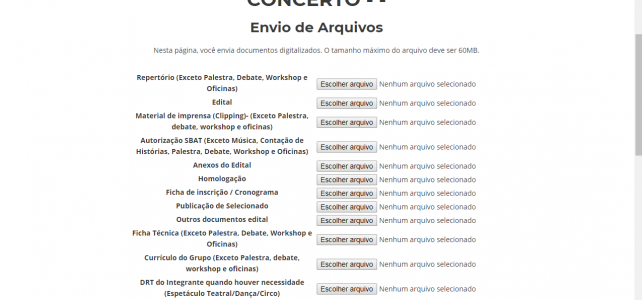 CONCERTO - -
Envio de Arquivos
Nesta página, você envia documentos digitalizados. O tamanho máximo do arquivo deve ser 60MB.
Repertório (Exceto Palestra, Debate, Workshop e
Oficinas)
Escolher arquivo Nenhum arquivo selecionado
Edital Escolher arquivo Nenhum arquivo selecionado
Material de imprensa (Clipping)- (Exceto Palestra,
debate, workshop e oficinas)
Escolher arquivo Nenhum arquivo selecionado
Autorização SBAT (Exceto Música, Contação de
Histórias, Palestra, Debate, Workshop e Oficinas)
Escolher arquivo Nenhum arquivo selecionado
Anexos do Edital Escolher arquivo Nenhum arquivo selecionado
Homologação Escolher arquivo Nenhum arquivo selecionado
Ficha de inscrição / Cronograma Escolher arquivo Nenhum arquivo selecionado
Publicação de Selecionado Escolher arquivo Nenhum arquivo selecionado
Outros documentos edital Escolher arquivo Nenhum arquivo selecionado
Ficha Técnica (Exceto Palestra, Debate, Workshop e
Oficinas)
Escolher arquivo Nenhum arquivo selecionado
Currículo do Grupo (Exceto Palestra, debate,
workshop e oficinas)
Escolher arquivo Nenhum arquivo selecionado
DRT do Integrante quando houver necessidade
(Espetáculo Teatral/Dança/Circo)
Escolher arquivo Nenhum arquivo selecionado